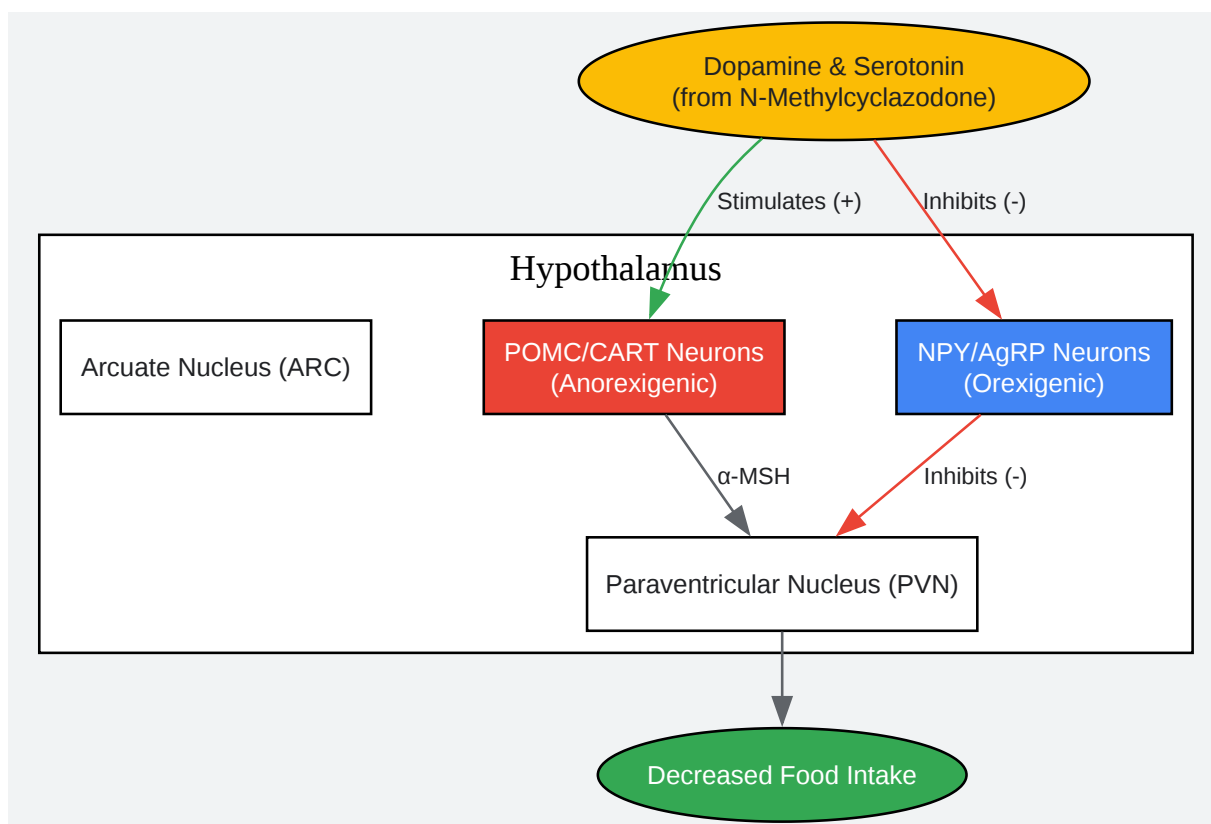 Dopamine & Serotonin
(from N-Methylcyclazodone)
Stimulates (+)
Inhibits (-)
Hypothalamus
Arcuate Nucleus (ARC)
POMC/CART Neurons
(Anorexigenic)
NPY/AgRP Neurons
(Orexigenic)
α-MSH
Inhibits (-)
Paraventricular Nucleus (PVN)
Decreased Food Intake